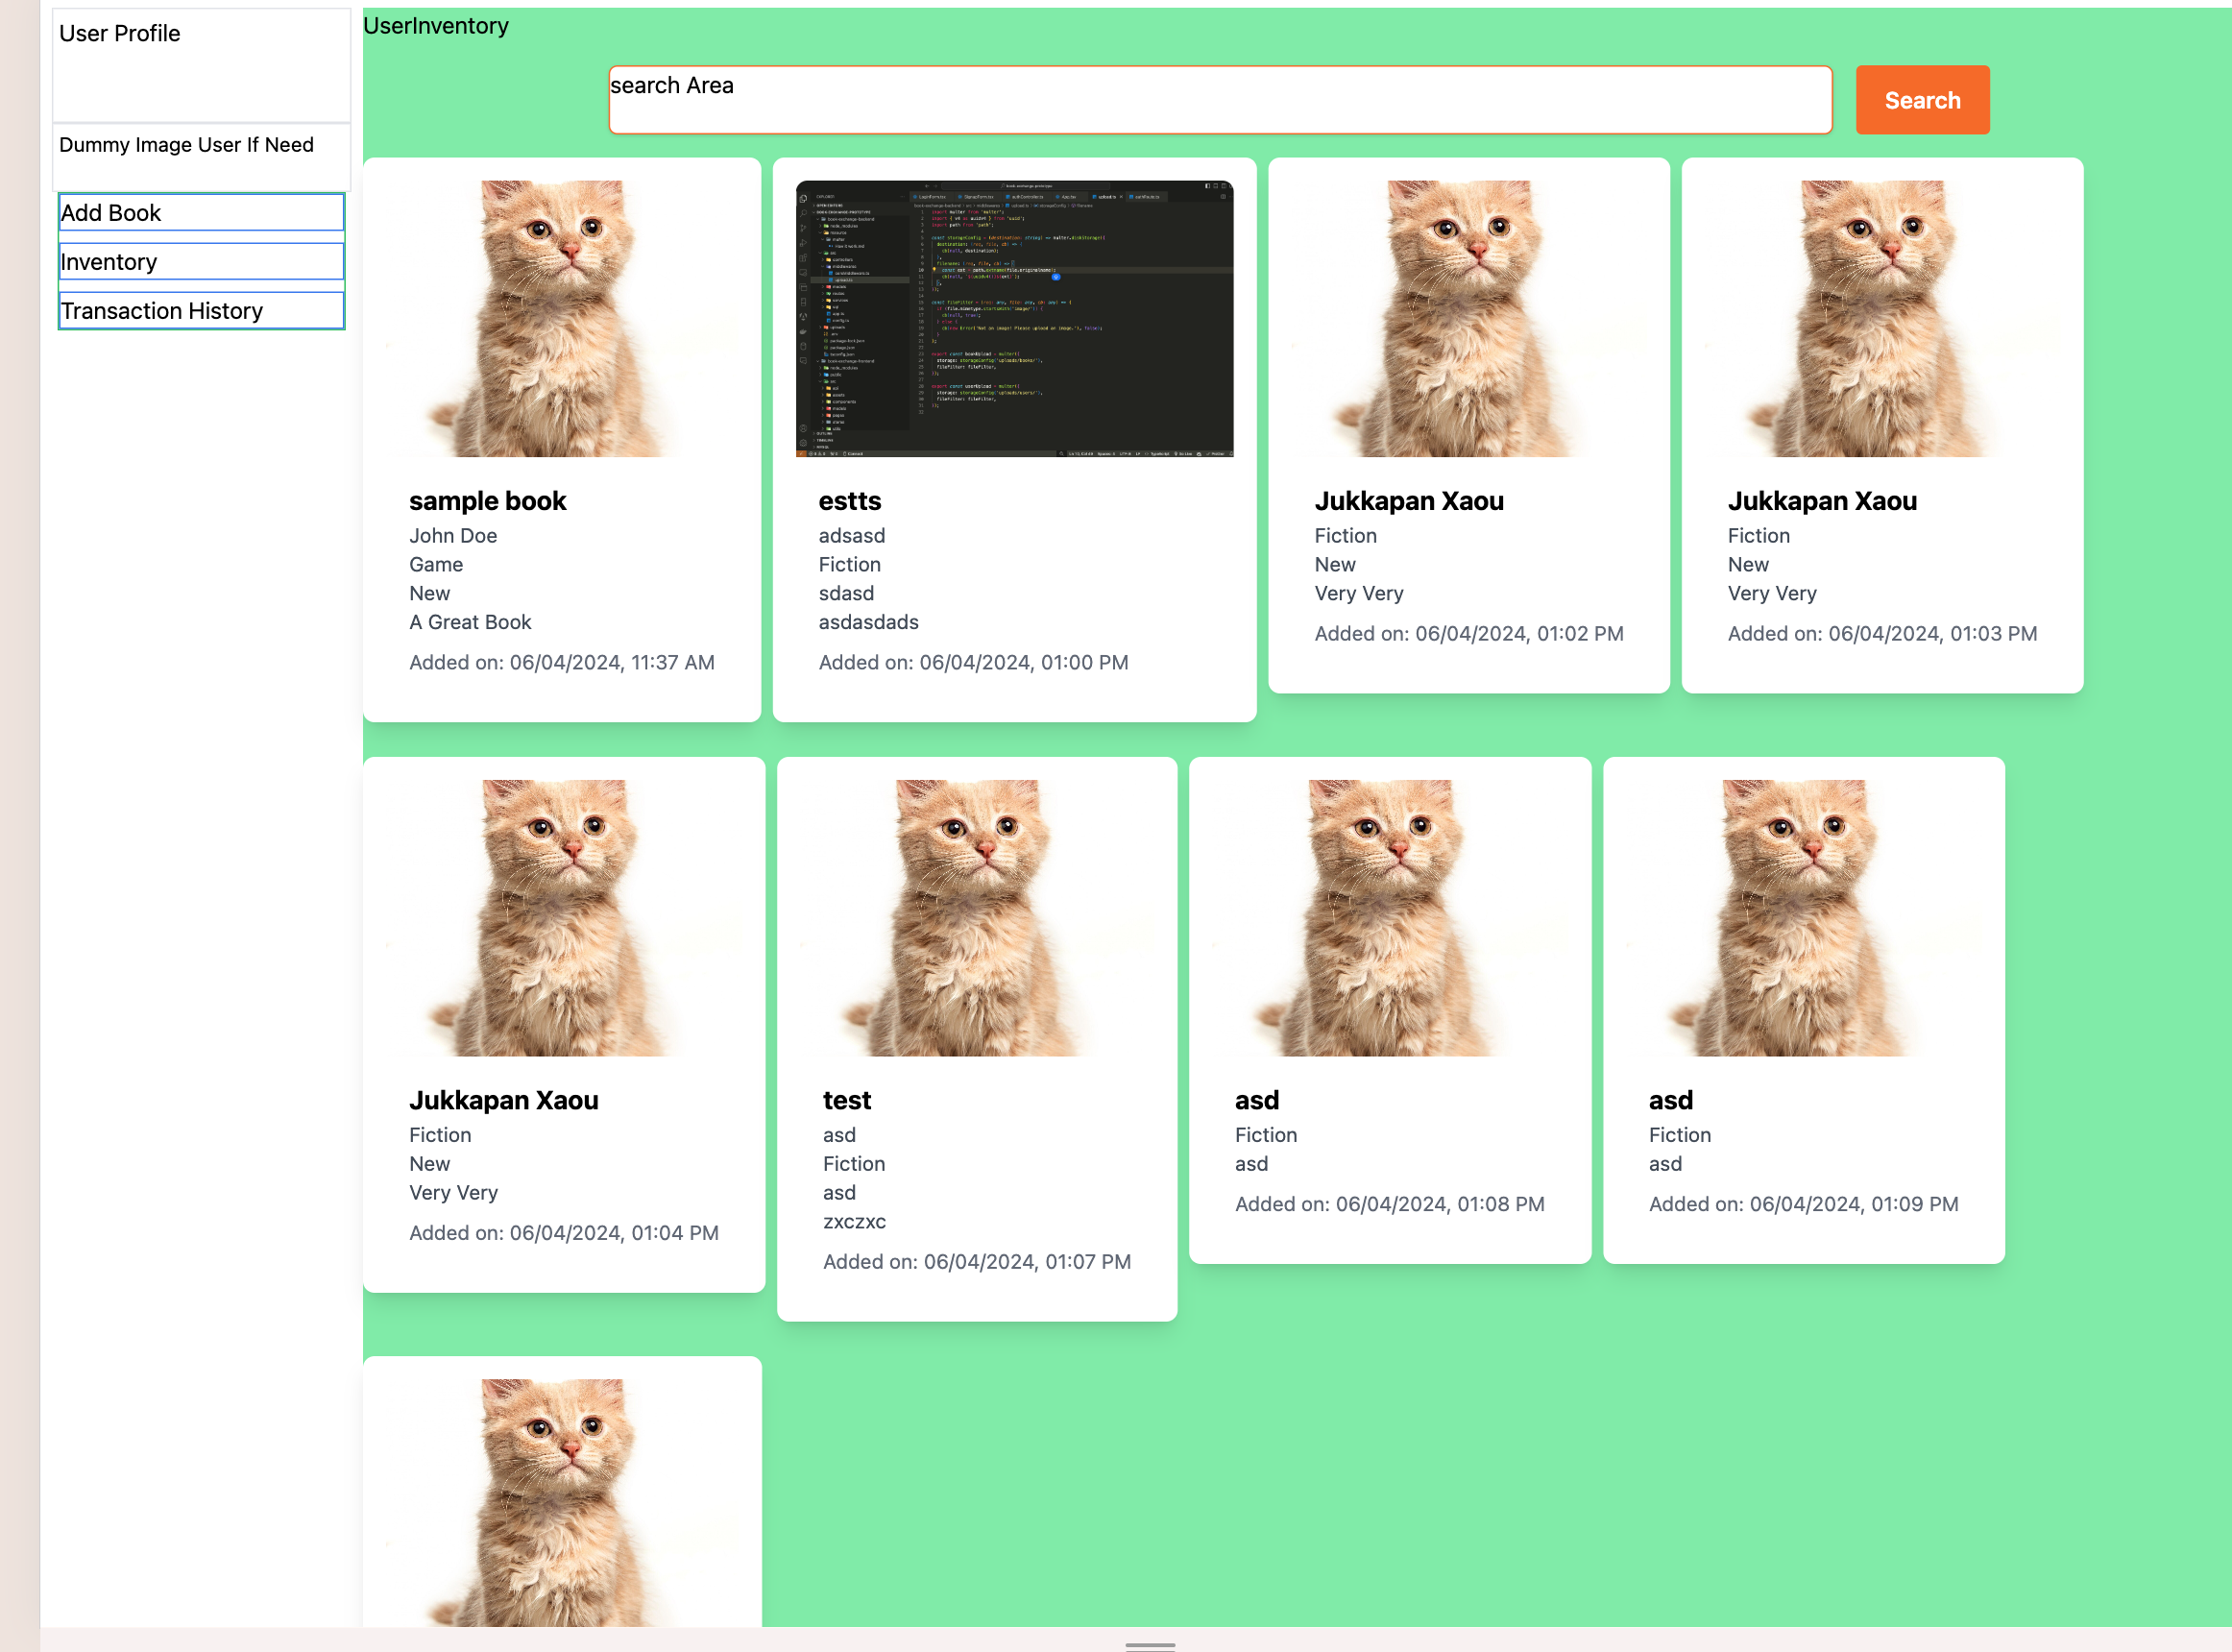 User Profile
Dummy Image User If Need
Add Book
Inventory
Transaction History
UserInventory
search Area
Search
sample book
John Doe
Game
New
A Great Book
Added on: 06/04/2024, 11:37 AM
estts
adsasd
Fiction
sdasd
asdasdads
Added on: 06/04/2024, 01:00 PM
Jukkapan Xaou
Fiction
New
Very Very
Added on: 06/04/2024, 01:02 PM
Jukkapan Xaou
Fiction
New
Very Very
Added on: 06/04/2024, 01:03 PM
Jukkapan Xaou
Fiction
New
Very Very
Added on: 06/04/2024, 01:04 PM
test
asd
Fiction
asd
zxczxc
Added on: 06/04/2024, 01:07 PM
asd
Fiction
asd
Added on: 06/04/2024, 01:08 PM
asd
Fiction
asd
Added on: 06/04/2024, 01:09 PM